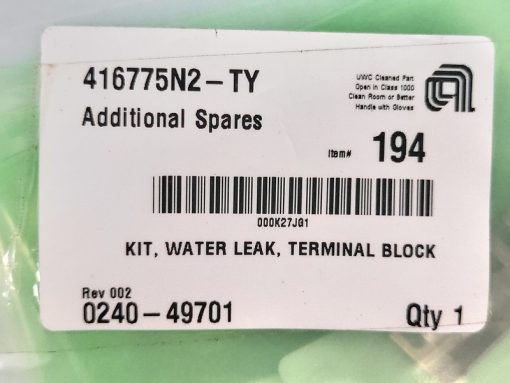 416775N2-TY
UWC Cleaned Part
Open in Class 1000
Clean Room or Better
Handle with Gloves
Additional Spares
Item# 194
000K27JG1
KIT, WATER LEAK, TERMINAL BLOCK
Rev 002
0240-49701
Qty 1